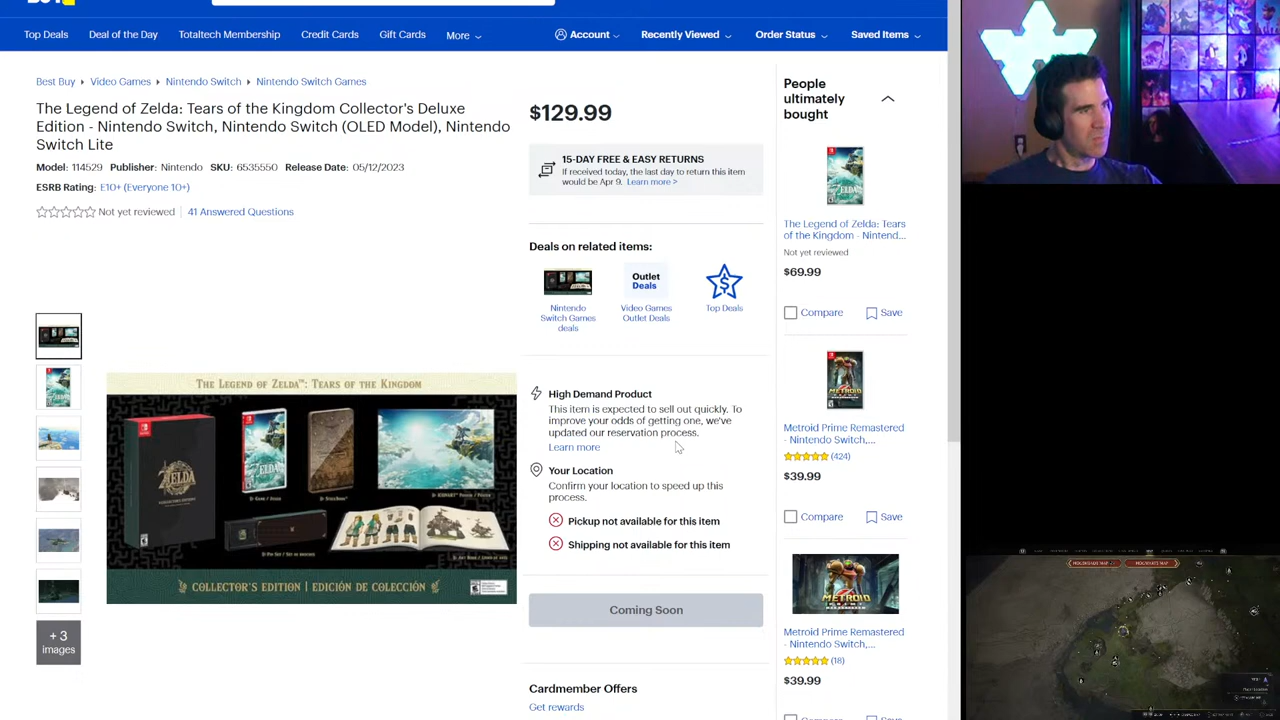 Top Deals Deal of the Day Totaltech Membership Credit Cards Gift Cards More Account Recently Viewed Order Status Saved Items
Best Buy Video Games Nintendo Switch Nintendo Switch Games
The Legend of Zelda: Tears of the Kingdom Collector's Deluxe
Edition - Nintendo Switch, Nintendo Switch (OLED Model), Nintendo
Switch Lite
Model: 114529 Publisher: Nintendo SKU: 6535550 Release Date: 05/12/2023
ESRB Rating: E10+ (Everyone 10+)
Not yet reviewed 41 Answered Questions
THE LEGEND OF ZELDA™: TEARS OF THE KINGDOM
ZELDA
COLLECTOR'S EDITION | EDICIÓN DE COLECCIÓN
+ 3
images
$129.99
15-DAY FREE & EASY RETURNS
If received today, the last day to return this item
would be Apr 9. Learn more >
Deals on related items:
Outlet
Deals
Nintendo
Switch Games
deals
Video Games
Outlet Deals
Top Deals
High Demand Product
This item is expected to sell out quickly. To
improve your odds of getting one, we've
updated our reservation process.
Learn more
Your Location
Confirm your location to speed up this
process.
Pickup not available for this item
Shipping not available for this item
Coming Soon
Cardmember Offers
Get rewards
People
ultimately
bought
ZELDA
The Legend of Zelda: Tears
of the Kingdom - Nintend...
Not yet reviewed
$69.99
Compare Save
METROID
Metroid Prime Remastered
- Nintendo Switch,...
(424)
$39.99
Compare Save
METROID
Metroid Prime Remastered
- Nintendo Switch,...
(18)
$39.99
HOGSMEADE MAP
HOGWARTS MAP